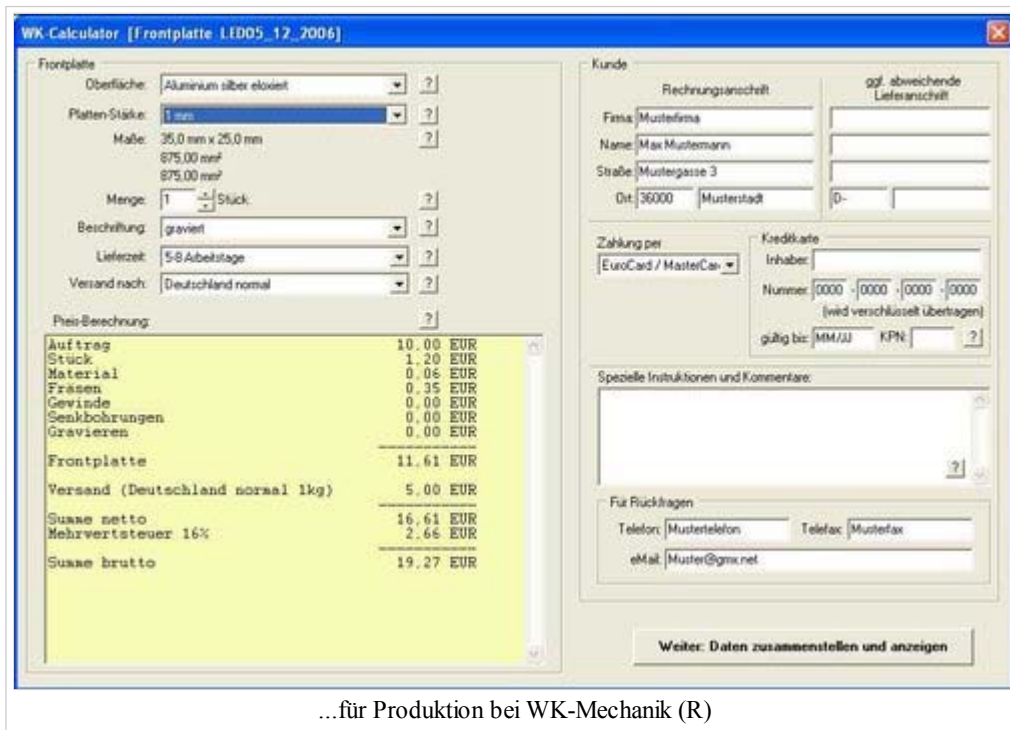 WK-Calculator [Frontplatte LED05_12_2006]
Frontplatte
Oberfläche: Aluminium silber eloxiert ?
Platten-Stärke: 1 mm ?
Maße: 35,0 mm x 25,0 mm ?
875,00 mm²
875,00 mm²
Menge: 1 Stück ?
Beschriftung: graviert ?
Lieferzeit: 5-8 Arbeitstage ?
Versand nach: Deutschland normal ?
Preis-Berechnung: ?
Auftrag 10,00 EUR
Stück 1,20 EUR
Material 0,06 EUR
Fräsen 0,35 EUR
Gewinde 0,00 EUR
Senkbohrungen 0,00 EUR
Gravieren 0,00 EUR
Frontplatte 11,61 EUR
Versand (Deutschland normal 1kg) 5,00 EUR
Summe netto 16,61 EUR
Mehrwertsteuer 16% 2,66 EUR
Summe brutto 19,27 EUR
Kunde
Rechnungsanschrift
ggf. abweichende
Lieferanschrift
Firma: Musterfirma
Name: Max Mustermann
Straße: Mustergasse 3
Ort: 36000 Musterstadt D-
Zahlung per
EuroCard / MasterCar
Kreditkarte
Inhaber:
Nummer: 0000 - 0000 - 0000 - 0000
(wird verschlüsselt übertragen)
gültig bis: MM/JJ KPN: ?
Spezielle Instruktionen und Kommentare:
?
Für Rückfragen
Telefon: Mustertelefon Telefax: Musterfax
eMail: Muster@gmx.net
Weiter: Daten zusammenstellen und anzeigen
...für Produktion bei WK-Mechanik (R)